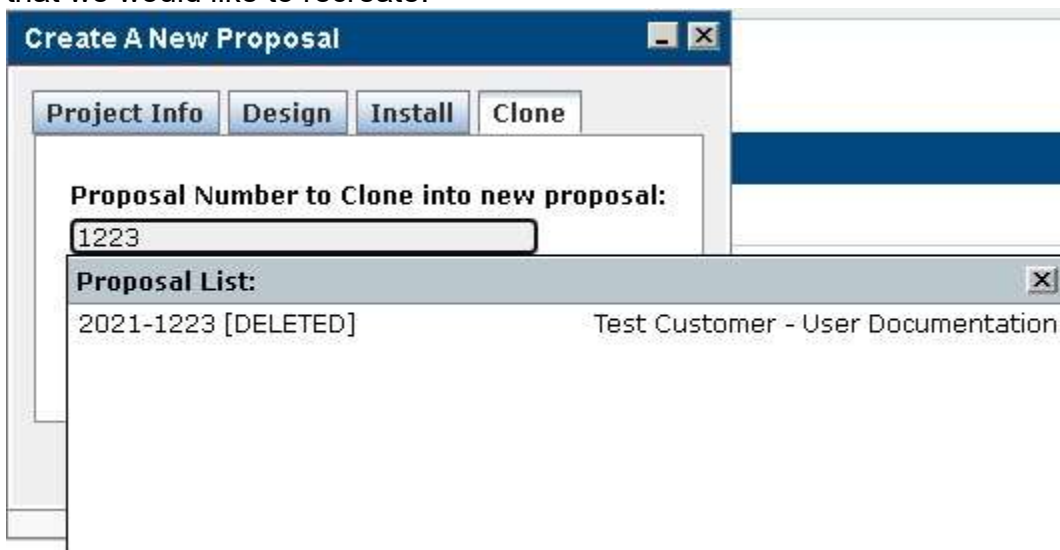 that we would like to recreate.
Create A New Proposal
Project Info Design Install Clone
Proposal Number to Clone into new proposal:
1223
Proposal List:
2021-1223 [DELETED] Test Customer - User Documentation